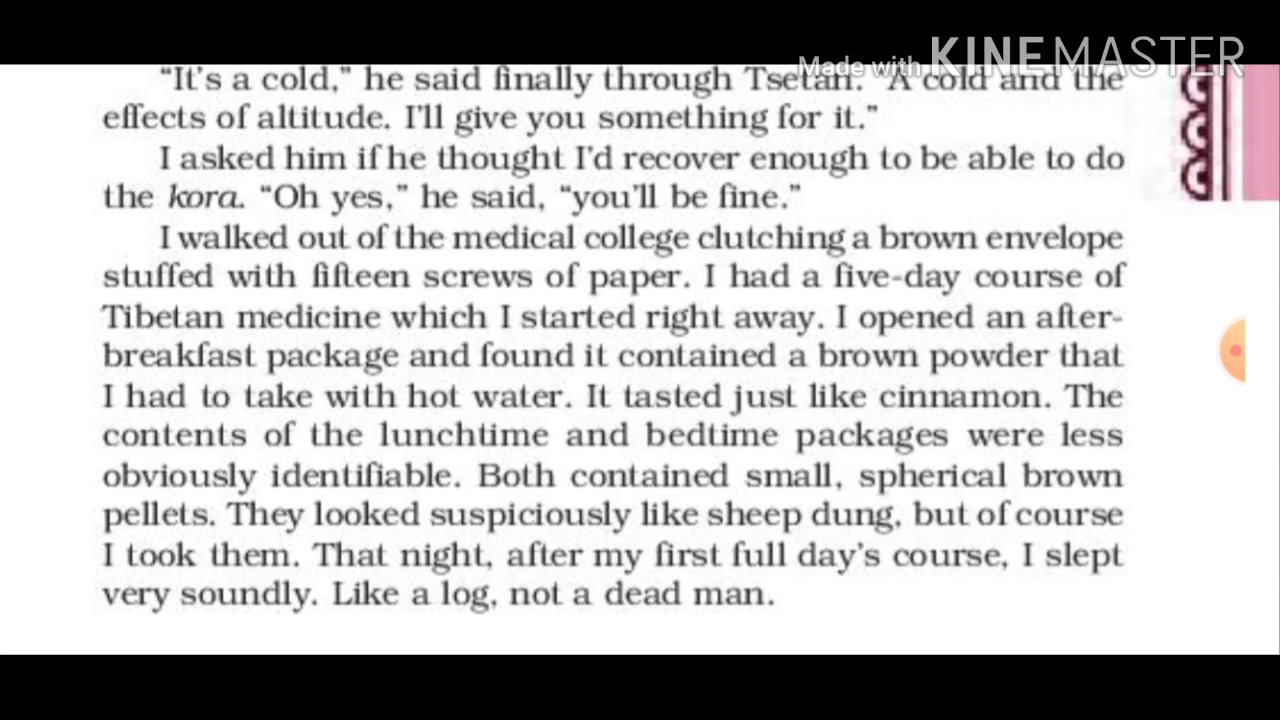 Made with KINEMASTER
“It’s a cold,” he said finally through Tsetan. “A cold and the
effects of altitude. I’ll give you something for it.”
I asked him if he thought I’d recover enough to be able to do
the kora. “Oh yes,” he said, “you’ll be fine.”
I walked out of the medical college clutching a brown envelope
stuffed with fifteen screws of paper. I had a five-day course of
Tibetan medicine which I started right away. I opened an after-
breakfast package and found it contained a brown powder that
I had to take with hot water. It tasted just like cinnamon. The
contents of the lunchtime and bedtime packages were less
obviously identifiable. Both contained small, spherical brown
pellets. They looked suspiciously like sheep dung, but of course
I took them. That night, after my first full day’s course, I slept
very soundly. Like a log, not a dead man.